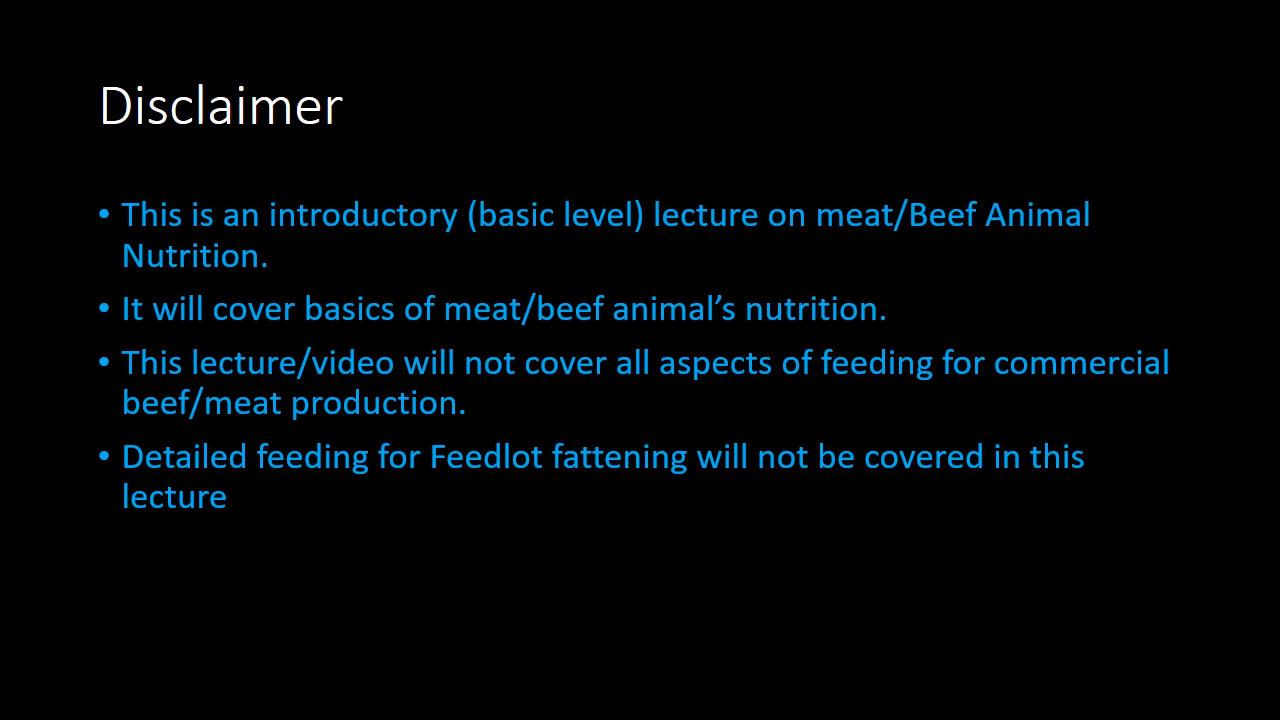 Disclaimer
• This is an introductory (basic level) lecture on meat/Beef Animal
Nutrition.
• It will cover basics of meat/beef animal’s nutrition.
• This lecture/video will not cover all aspects of feeding for commercial
beef/meat production.
• Detailed feeding for Feedlot fattening will not be covered in this
lecture